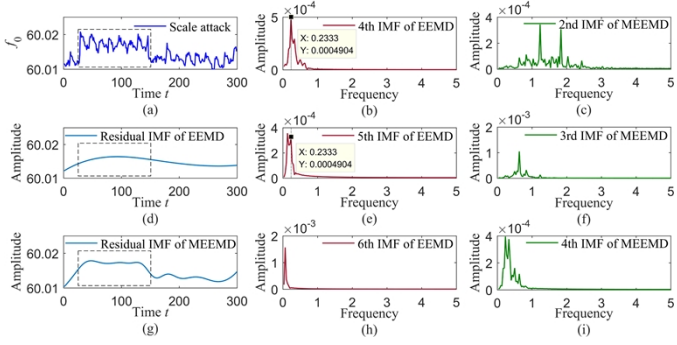 f0
60.02
60.01
Scale attack
0 100 200 300
Time t
(a)
Amplitude
×10-4
5
0
4th IMF of EEMD
X: 0.2333
Y: 0.0004904
0 1 2 3 4 5
Frequency
(b)
Amplitude
×10-4
4
2
0
2nd IMF of MEEMD
0 1 2 3 4 5
Frequency
(c)
Amplitude
60.02
60.01
Residual IMF of EEMD
0 100 200 300
Time t
(d)
Amplitude
×10-4
4
2
0
5th IMF of EEMD
X: 0.2333
Y: 0.0004904
0 1 2 3 4 5
Frequency
(e)
Amplitude
×10-3
2
1
0
3rd IMF of MEEMD
0 1 2 3 4 5
Frequency
(f)
Amplitude
60.02
60.01
Residual IMF of MEEMD
0 100 200 300
Time t
(g)
Amplitude
×10-3
2
1
0
6th IMF of EEMD
0 1 2 3 4 5
Frequency
(h)
Amplitude
×10-4
4
2
0
4th IMF of MEEMD
0 1 2 3 4 5
Frequency
(i)